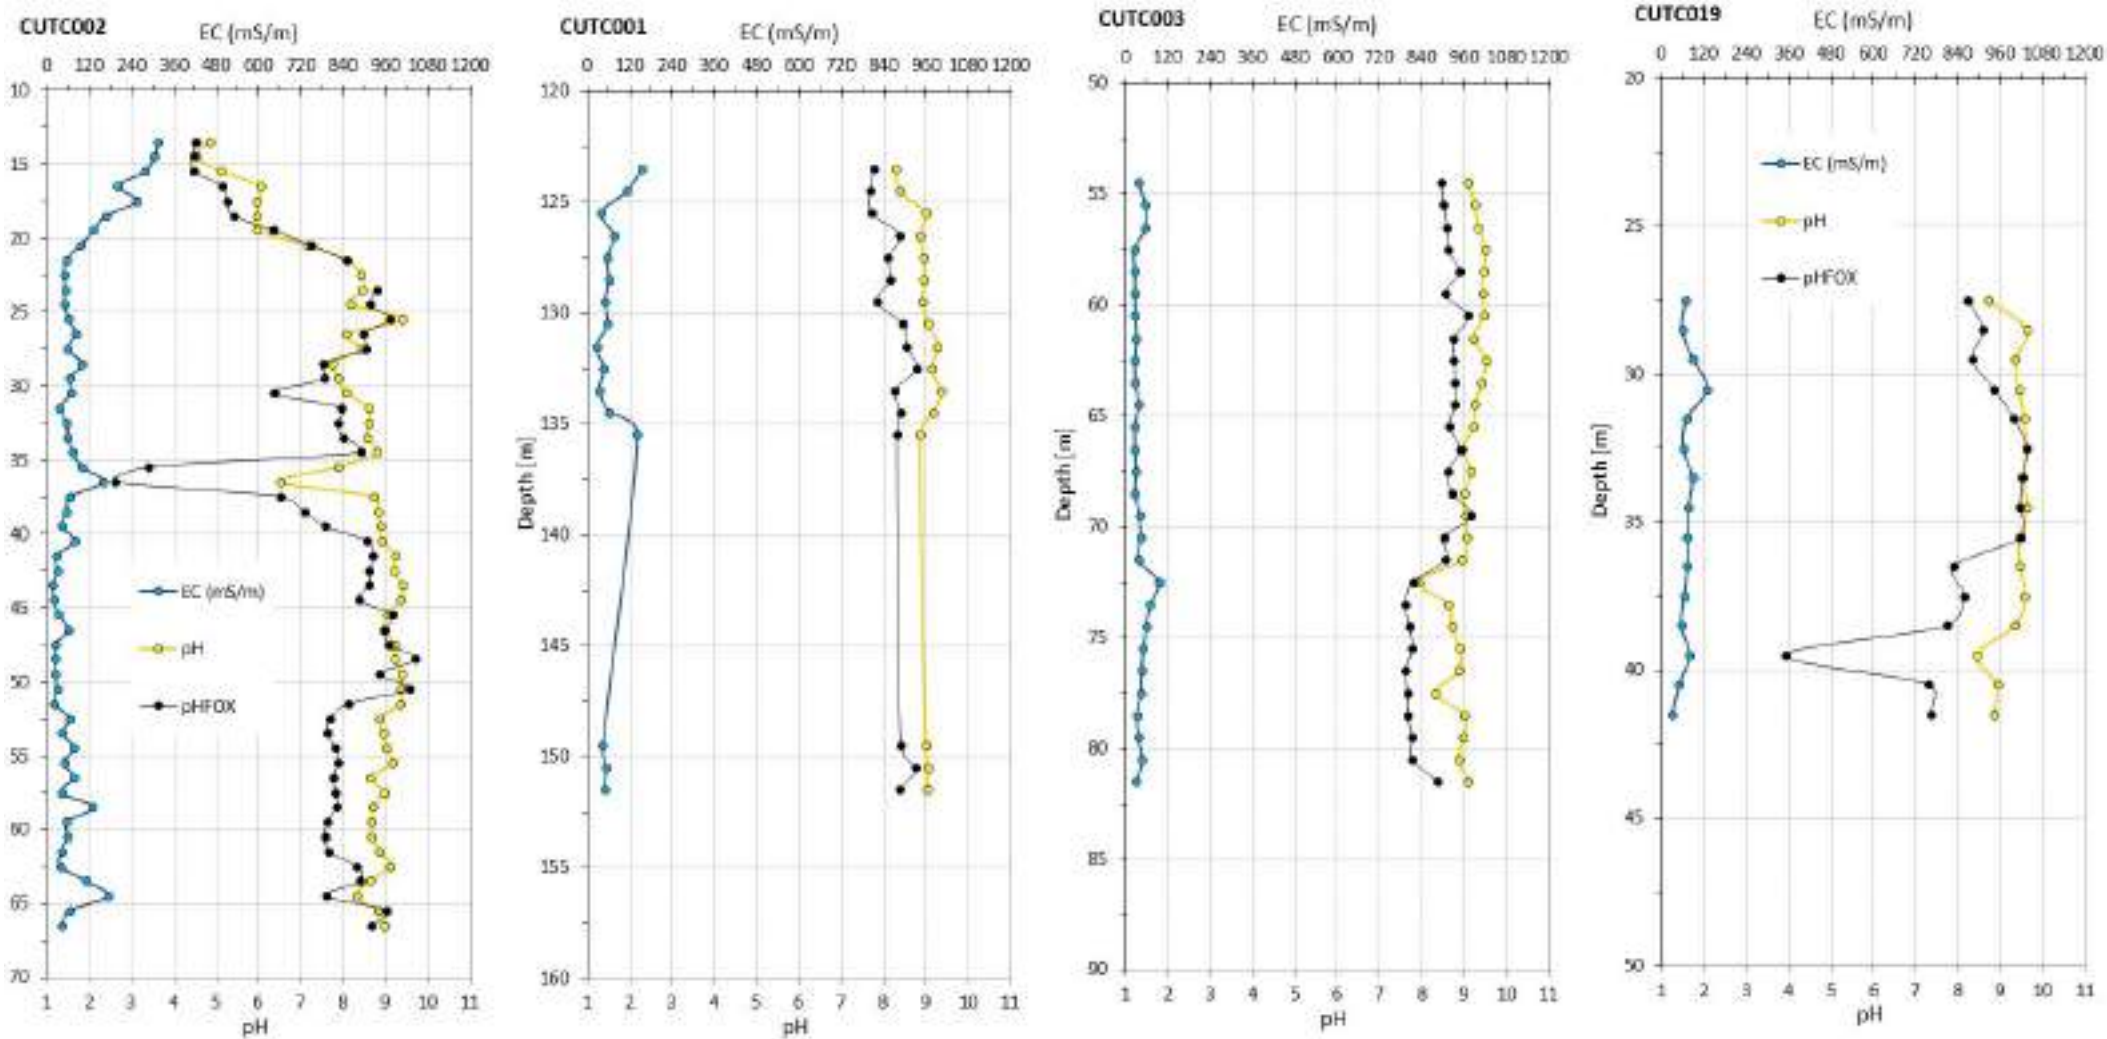 CUTC002 EC (mS/m)
0 120 240 360 480 600 720 840 960 1080 1200
10
15
20
25
30
35
40
45
50
55
60
65
70
EC (mS/m)
pH
pHFOX
1 2 3 4 5 6 7 8 9 10 11
pH
CUTC001 EC (mS/m)
0 120 240 360 480 600 720 840 960 1080 1200
120
125
130
135
140
145
150
155
160
Depth [m]
1 2 3 4 5 6 7 8 9 10 11
pH
CUTC003 EC (mS/m)
0 120 240 360 480 600 720 840 960 1080 1200
50
55
60
65
70
75
80
85
90
Depth [m]
1 2 3 4 5 6 7 8 9 10 11
pH
CUTC019 EC (mS/m)
0 120 240 360 480 600 720 840 960 1080 1200
20
25
30
35
40
45
50
Depth [m]
EC (mS/m)
pH
pHFOX
1 2 3 4 5 6 7 8 9 10 11
pH